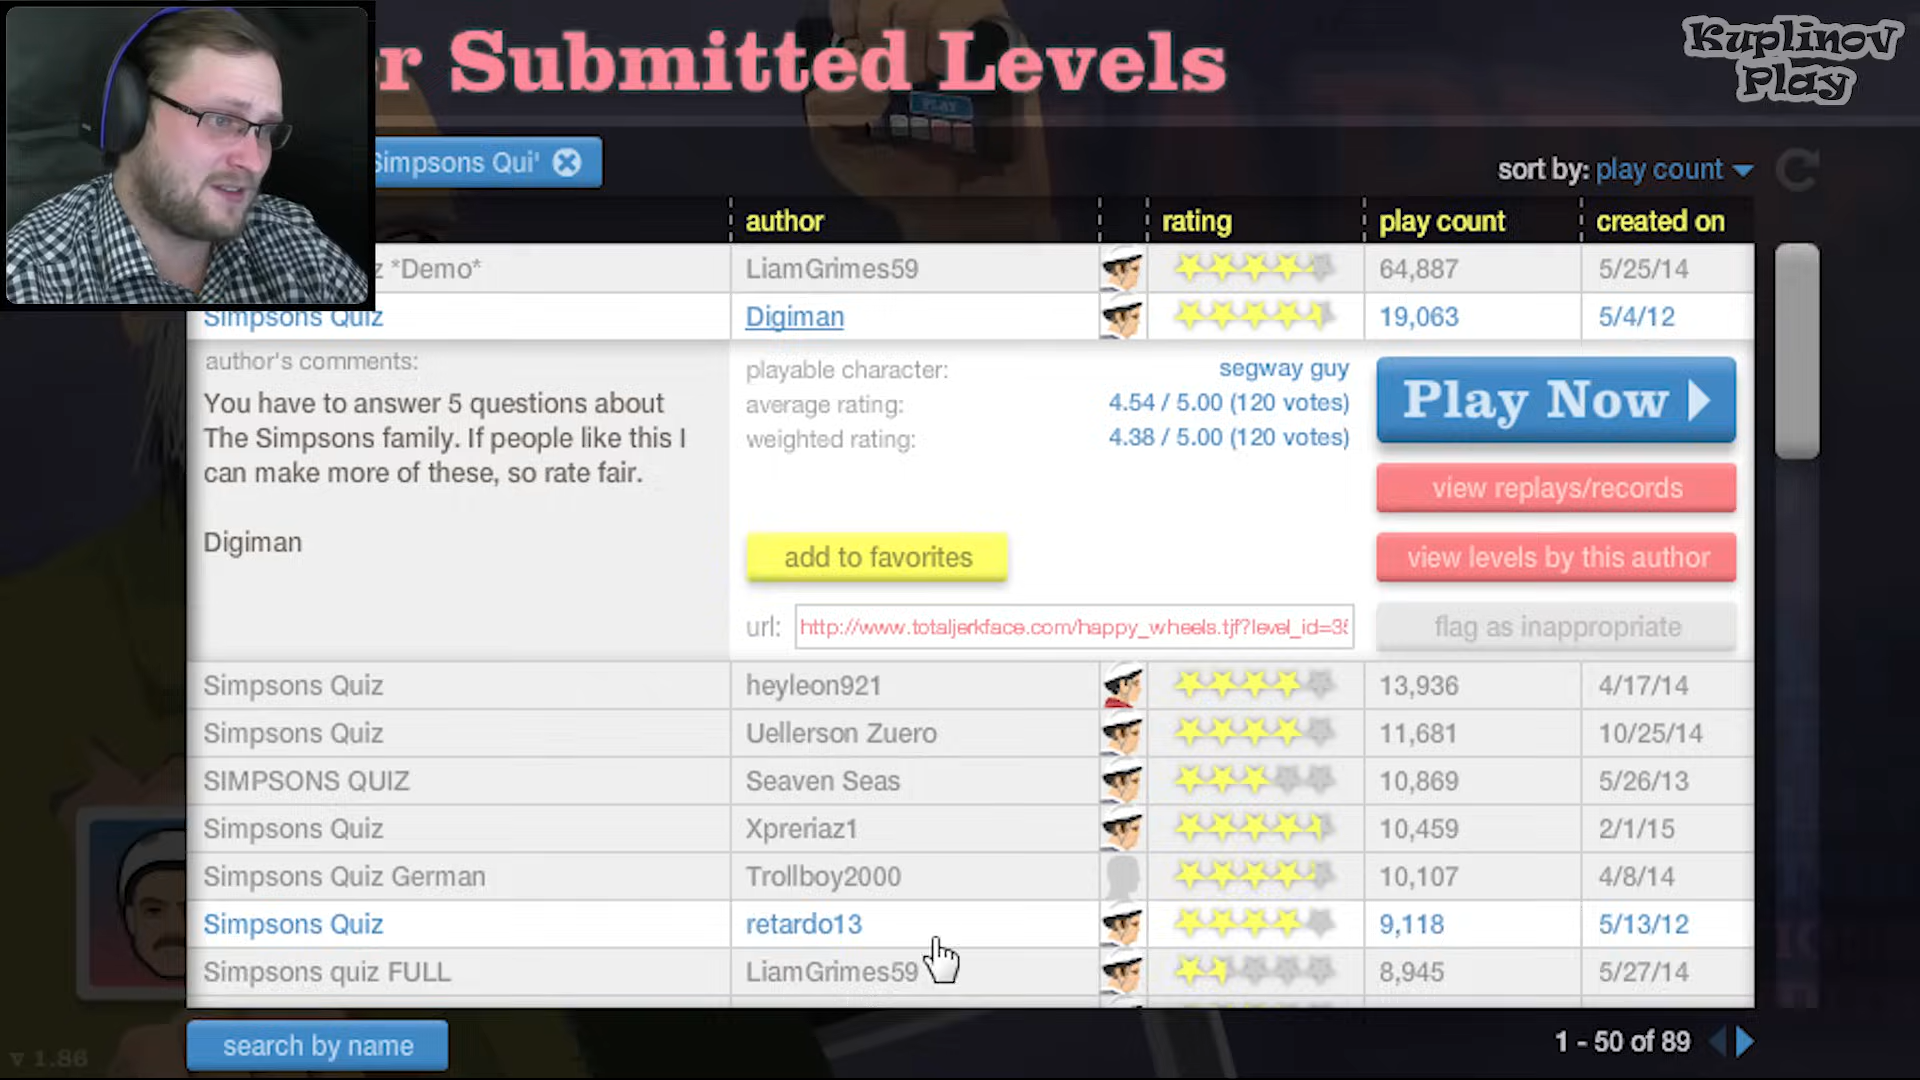 Kuplinov
Play
r Submitted Levels
Simpsons Qui'
sort by: play count
author rating play count created on
z *Demo* LiamGrimes59 64,887 5/25/14
Simpsons Quiz Digiman 19,063 5/4/12
author's comments:
You have to answer 5 questions about
The Simpsons family. If people like this I
can make more of these, so rate fair.
Digiman
playable character: segway guy
average rating: 4.54 / 5.00 (120 votes)
weighted rating: 4.38 / 5.00 (120 votes)
add to favorites
url: http://www.totaljerkface.com/happy_wheels.tjf?level_id=3
Play Now
view replays/records
view levels by this author
flag as inappropriate
Simpsons Quiz heyleon921 13,936 4/17/14
Simpsons Quiz Uellerson Zuero 11,681 10/25/14
SIMPSONS QUIZ Seaven Seas 10,869 5/26/13
Simpsons Quiz Xpreriaz1 10,459 2/1/15
Simpsons Quiz German Trollboy2000 10,107 4/8/14
Simpsons Quiz retardo13 9,118 5/13/12
Simpsons quiz FULL LiamGrimes59 8,945 5/27/14
search by name
1 - 50 of 89
v 1.86
PLAY